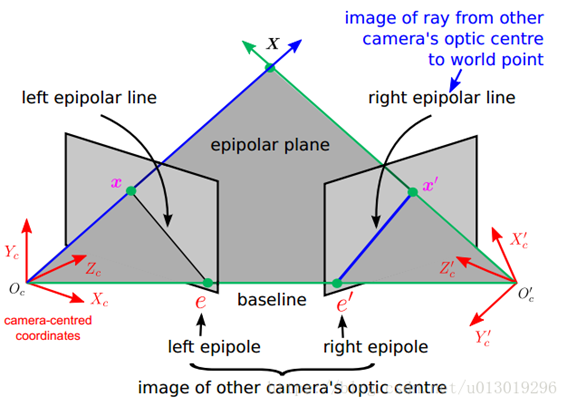 image of ray from other
camera's optic centre
to world point
X
left epipolar line
right epipolar line
epipolar plane
x
x′
Y_c
Z_c
X_c
O_c
X′_c
Z′_c
Y′_c
O′_c
e
baseline
e′
camera-centred
coordinates
left epipole
right epipole
image of other camera's optic centre
/u013019296